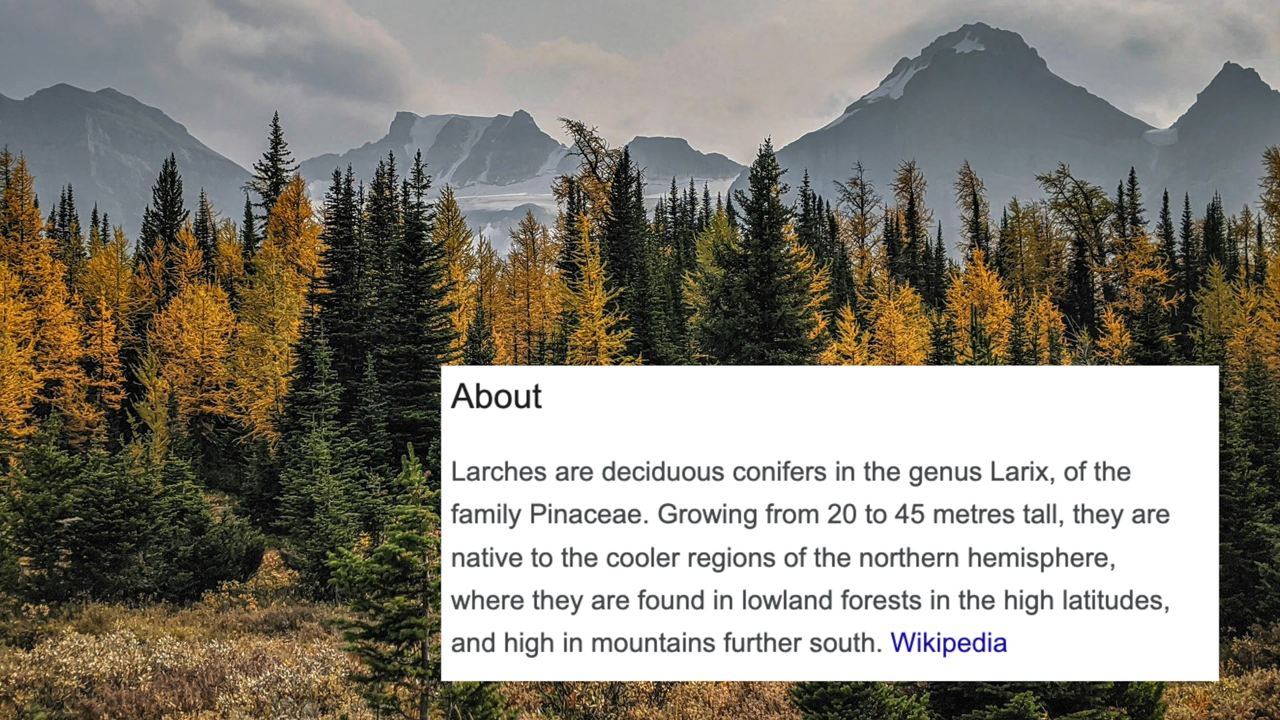 About
Larches are deciduous conifers in the genus Larix, of the
family Pinaceae. Growing from 20 to 45 metres tall, they are
native to the cooler regions of the northern hemisphere,
where they are found in lowland forests in the high latitudes,
and high in mountains further south. Wikipedia